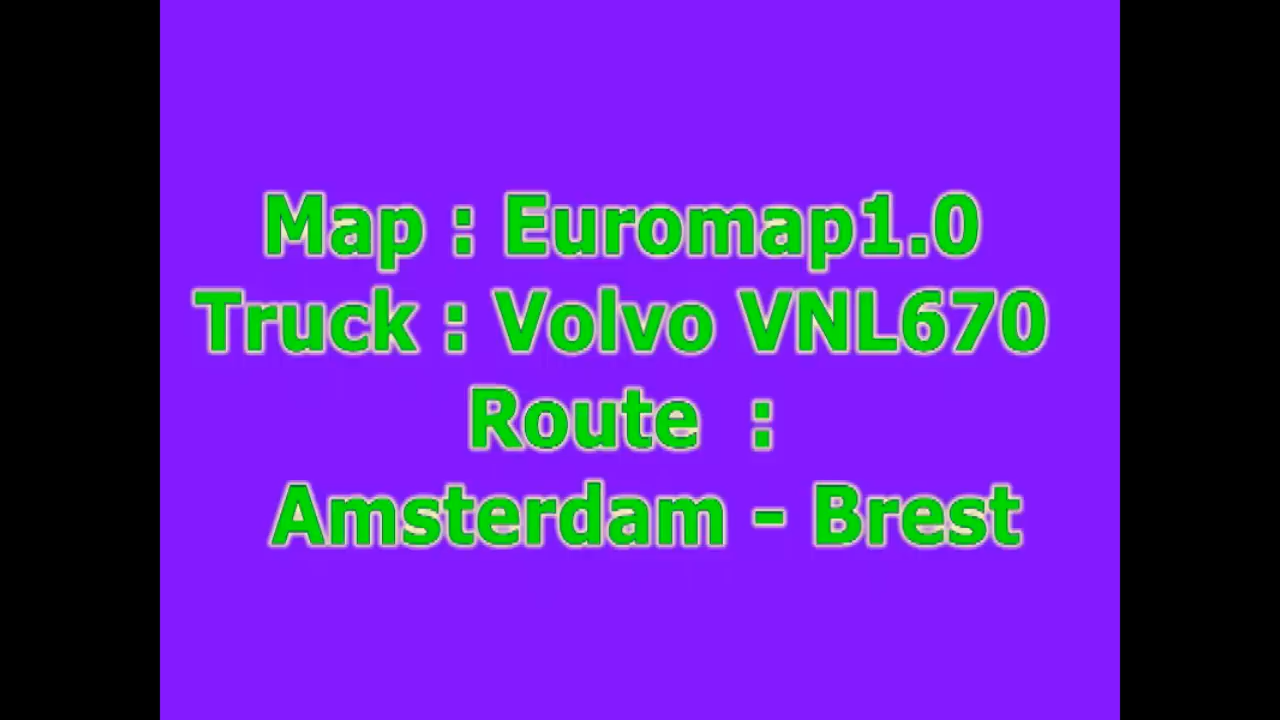 Map : Euromap1.0
Truck : Volvo VNL670
Route :
Amsterdam - Brest